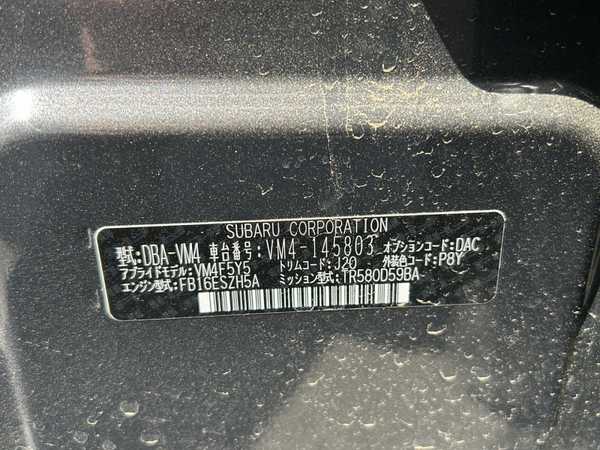 SUBARU CORPORATION
型式:DBA-VM4 車台番号:VM4-145803 オプションコード:DAC
アプライドモデル: VM4F5Y5 トリムコード:J20 外装色コード:P8Y
エンジン型式:FB16ESZH5A ミッション型式:TR580D59BA